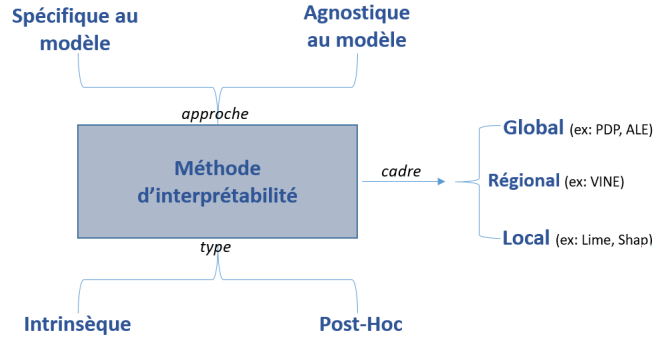 Spécifique au
modèle
Agnostique
au modèle
approche
Méthode
d'interprétabilité
cadre
Global (ex: PDP, ALE)
Régional (ex: VINE)
Local (ex: Lime, Shap)
type
Intrinsèque
Post-Hoc